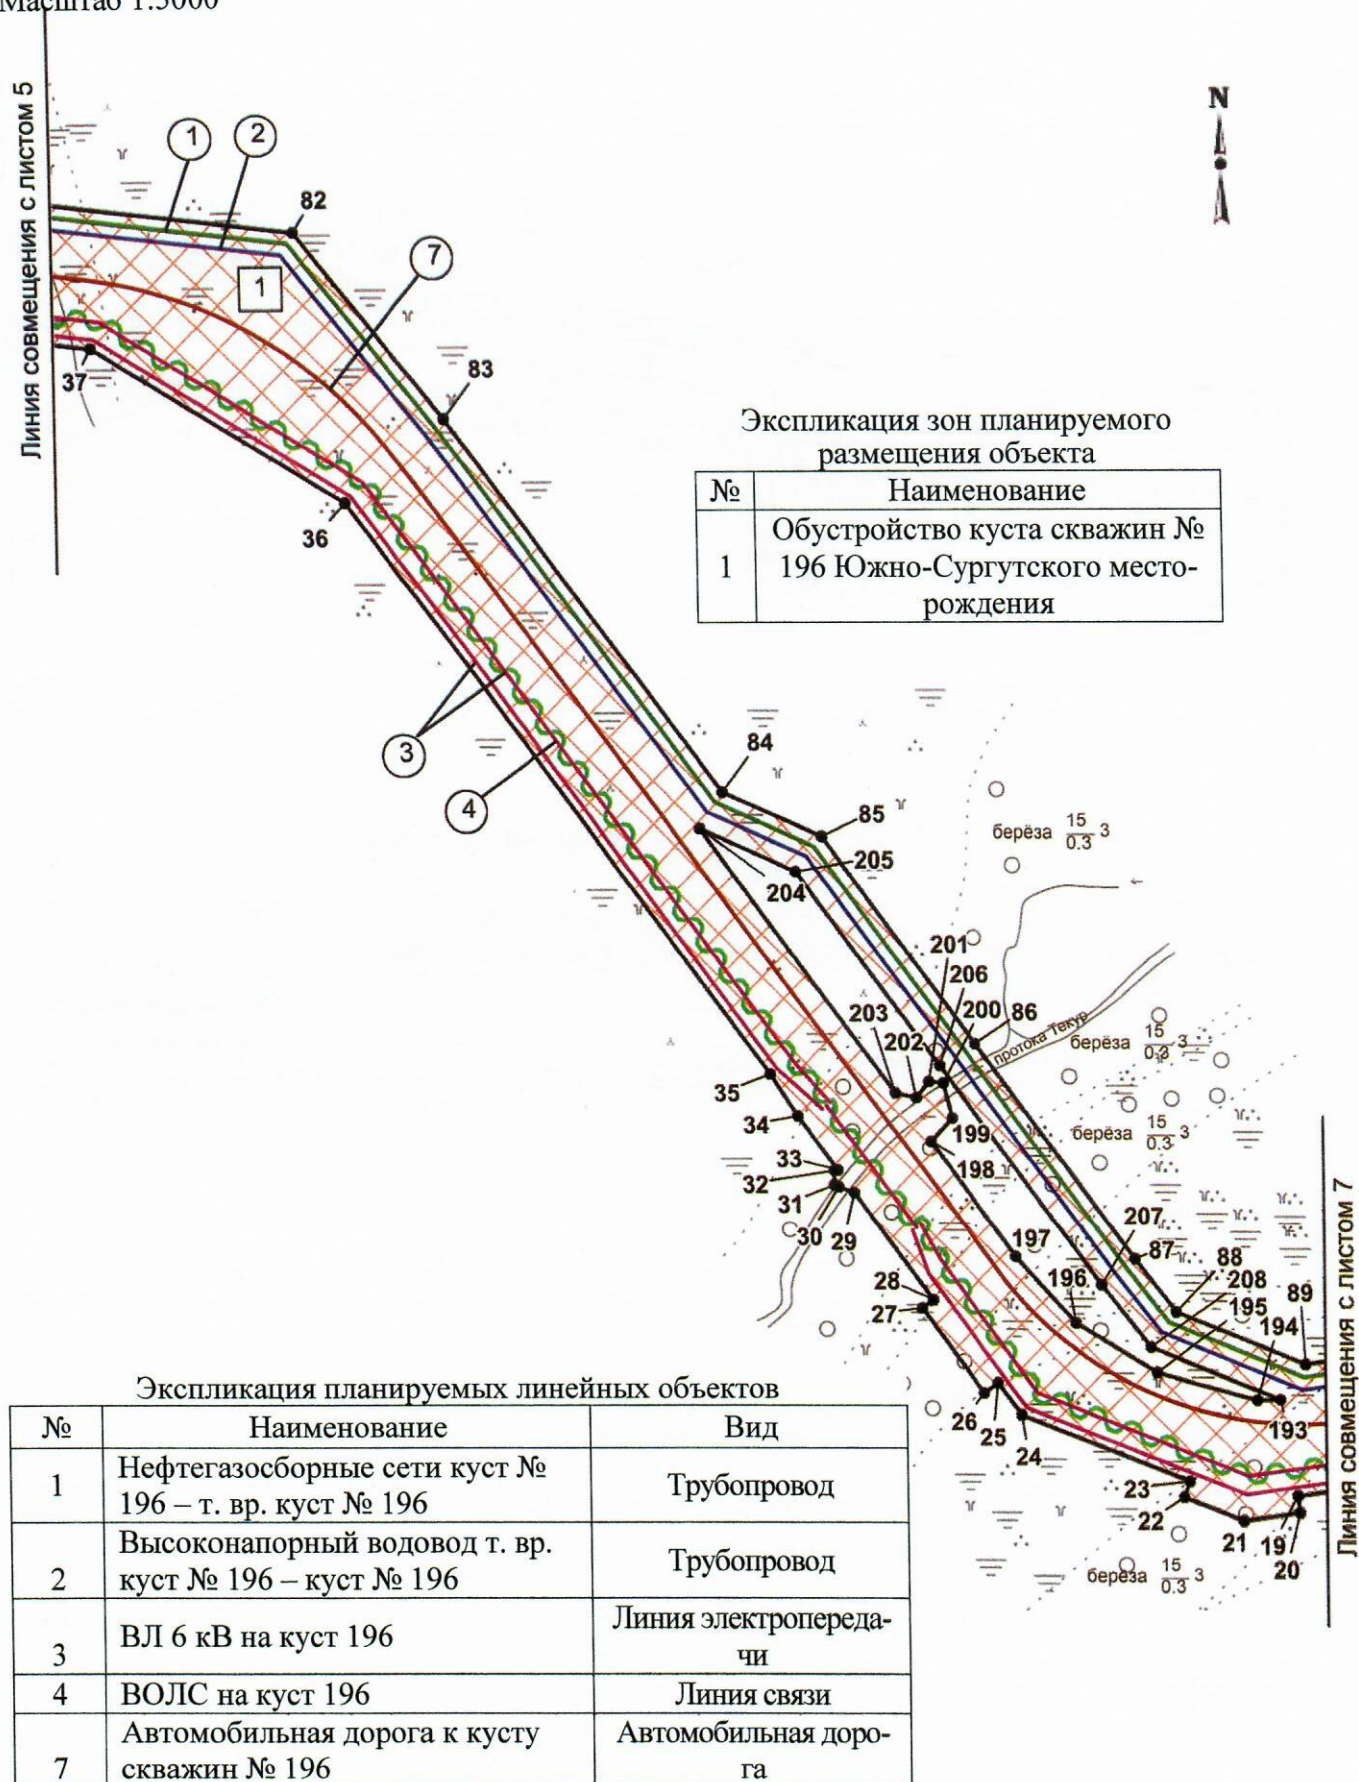 Масштаб 1:5000
Линия совмещения с листом 5
N
1
2
82
7
1
83
37
36
Экспликация зон планируемого
размещения объекта
№ Наименование
1 Обустройство куста скважин №
196 Южно-Сургутского место-
рождения
3
4
84
85
205
204
берёза 15 3
0.3
201
206
203
202
200
86
протока Текур
берёза 15 3
0.3
35
34
33
32
31
30
29
199
198
берёза 15 3
0.3
197
207
87
196
88
208
195
194
89
28
27
193
26
25
24
23
22
21
19
20
берёза 15 3
0.3
Линия совмещения с листом 7
Экспликация планируемых линейных объектов
№ Наименование Вид
1 Нефтегазосборные сети куст №
196 – т. вр. куст № 196 Трубопровод
2 Высоконапорный водовод т. вр.
куст № 196 – куст № 196 Трубопровод
3 ВЛ 6 кВ на куст 196 Линия электропереда-
чи
4 ВОЛС на куст 196 Линия связи
7 Автомобильная дорога к кусту
скважин № 196 Автомобильная доро-
га